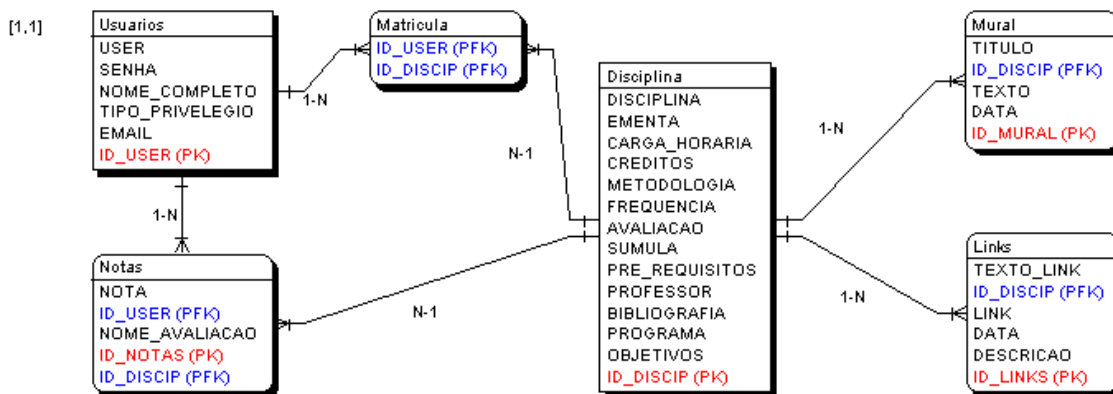 [1,1]
Usuarios
USER
SENHA
NOME_COMPLETO
TIPO_PRIVELEGIO
EMAIL
ID_USER (PK)
1-N
Matricula
ID_USER (PFK)
ID_DISCIP (PFK)
N-1
1-N
Notas
NOTA
ID_USER (PFK)
NOME_AVALIACAO
ID_NOTAS (PK)
ID_DISCIP (PFK)
N-1
Disciplina
DISCIPLINA
EMENTA
CARGA_HORARIA
CREDITOS
METODOLOGIA
FREQUENCIA
AVALIACAO
SUMULA
PRE_REQUISITOS
PROFESSOR
BIBLIOGRAFIA
PROGRAMA
OBJETIVOS
ID_DISCIP (PK)
1-N
Mural
TITULO
ID_DISCIP (PFK)
TEXTO
DATA
ID_MURAL (PK)
1-N
Links
TEXTO_LINK
ID_DISCIP (PFK)
LINK
DATA
DESCRICAO
ID_LINKS (PK)